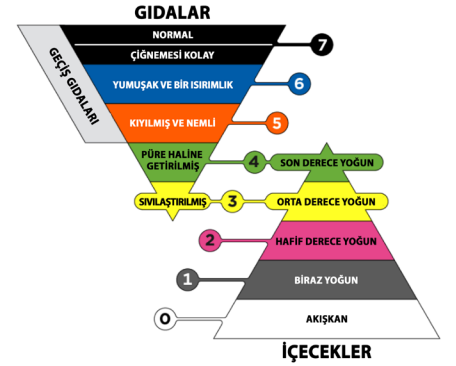 GIDALAR
NORMAL
ÇİĞNEMESİ KOLAY
7
GEÇİŞ GIDALARI
YUMUŞAK VE BİR ISIRIMLIK
6
KIYILMIŞ VE NEMLİ
5
PÜRE HALİNE
GETİRİLMİŞ
4
SON DERECE YOĞUN
SIVILAŞTIRILMIŞ
3
ORTA DERECE YOĞUN
2
HAFİF DERECE YOĞUN
1
BİRAZ YOĞUN
0
AKIŞKAN
İÇECEKLER